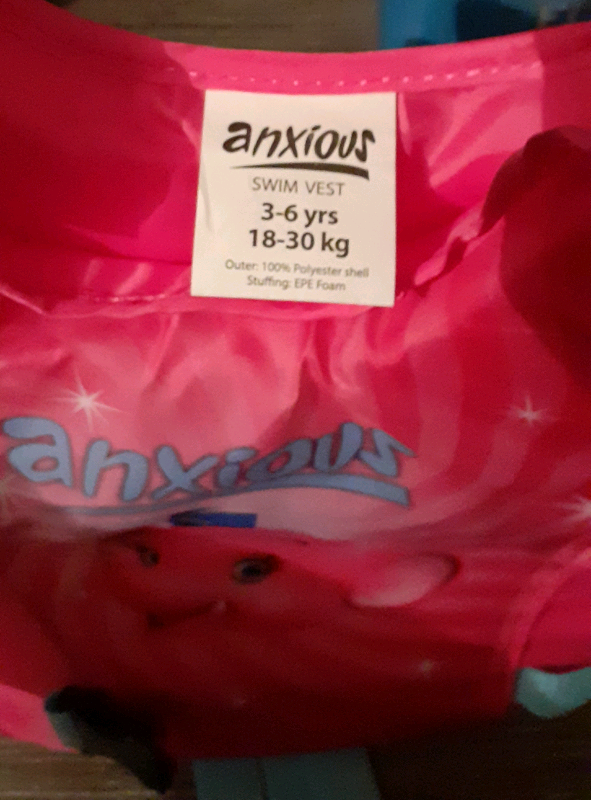 anxious
SWIM VEST
3-6 yrs
18-30 kg
Outer: 100% Polyester shell
Stuffing: EPE Foam
anxious